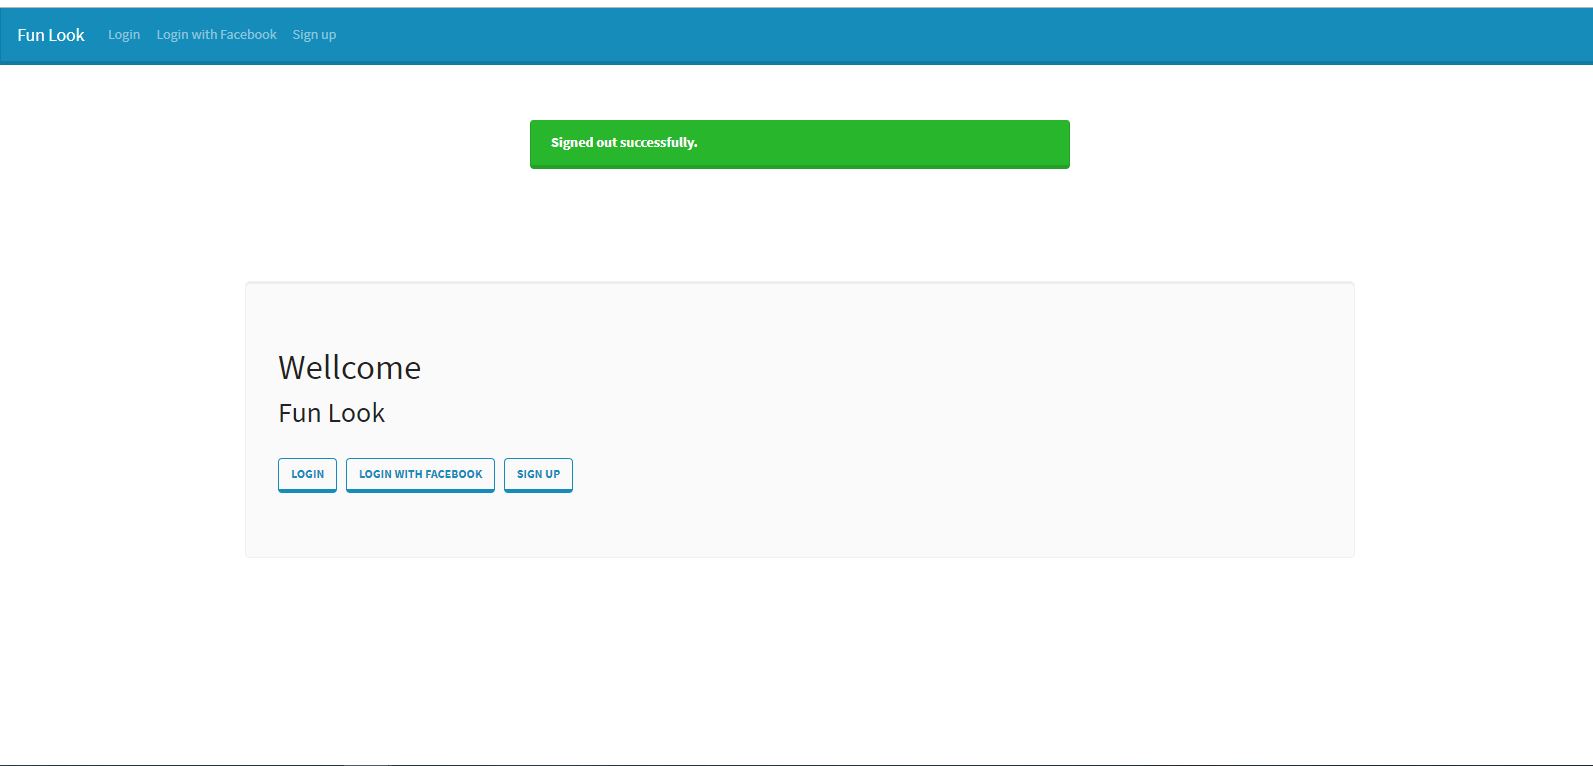 Fun Look Login Login with Facebook Sign up
Signed out successfully.
Wellcome
Fun Look
LOGIN LOGIN WITH FACEBOOK SIGN UP